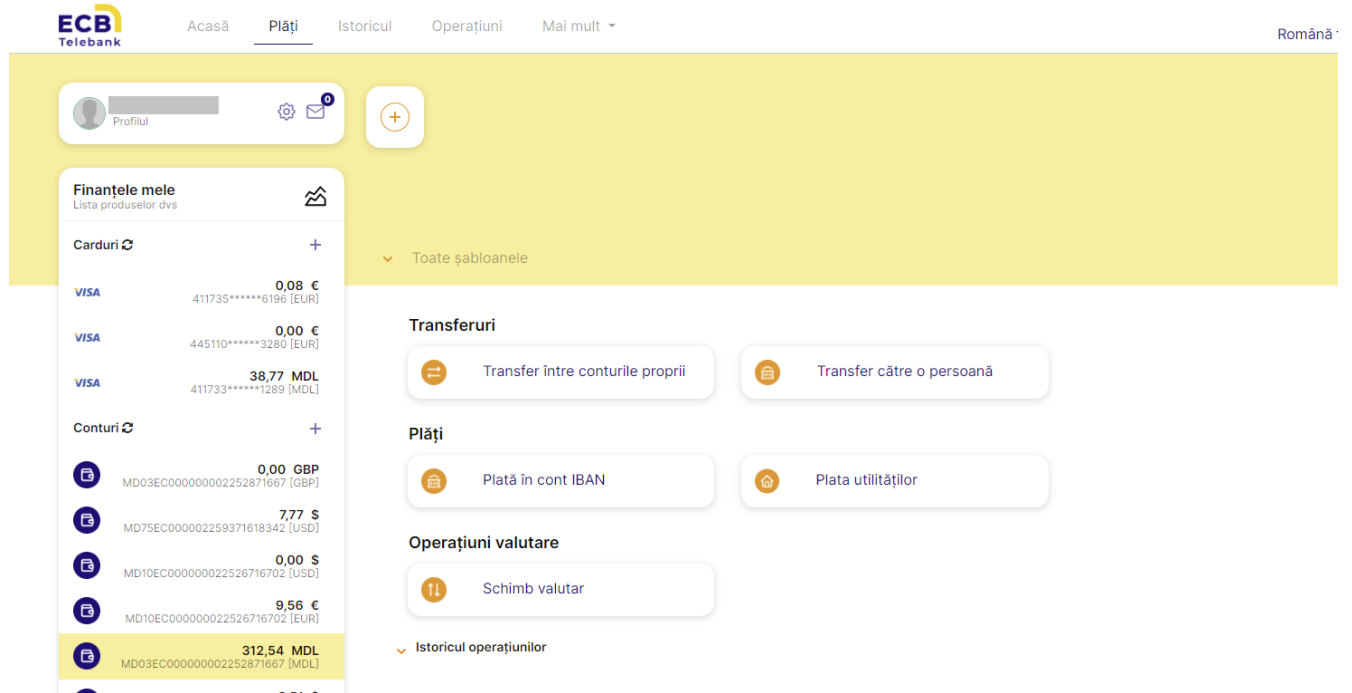 ECB
Telebank
Acasă
Plăți
Istoricul
Operațiuni
Mai mult
Română
Profilul
0
Finanțele mele
Lista produselor dvs
Carduri
VISA
0,08 €
411735******6196 [EUR]
VISA
0,00 €
445110******3280 [EUR]
VISA
38,77 MDL
411733******1289 [MDL]
Conturi
0,00 GBP
MD03EC000000002252871667 [GBP]
7,77 $
MD75EC000002259371618342 [USD]
0,00 $
MD10EC000000022526716702 [USD]
9,56 €
MD10EC000000022526716702 [EUR]
312,54 MDL
MD03EC000000002252871667 [MDL]
Toate șabloanele
Transferuri
Transfer între conturile proprii
Transfer către o persoană
Plăți
Plată în cont IBAN
Plata utilităților
Operațiuni valutare
Schimb valutar
Istoricul operațiunilor